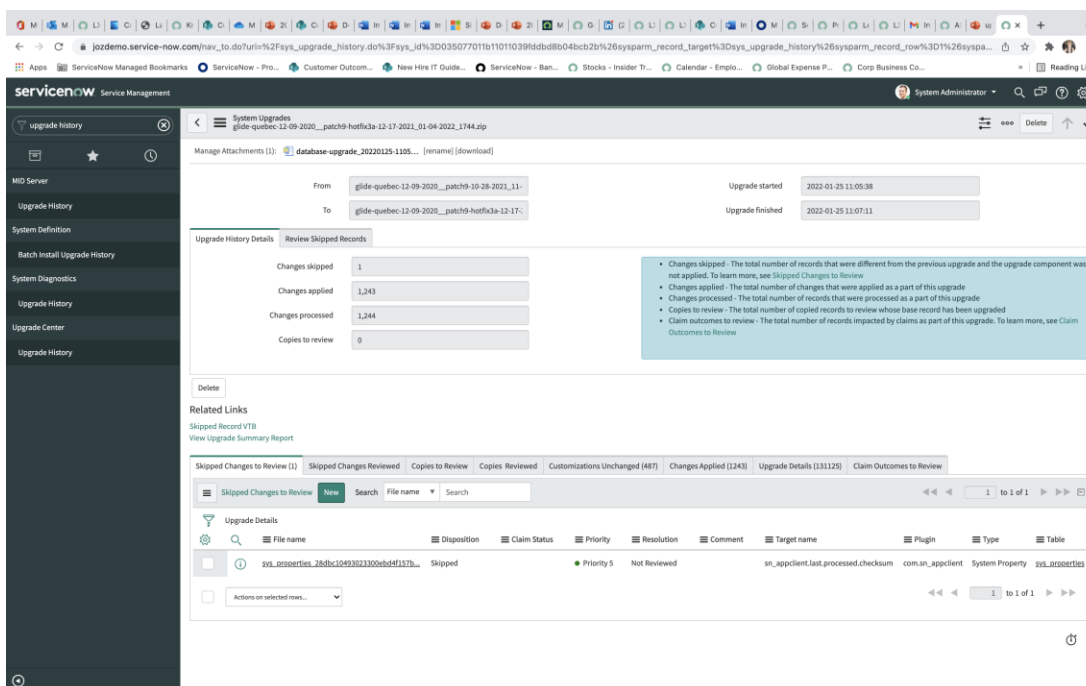 jozdemo.service-now.com/nav_to.do?uri=%2Fsys_upgrade_history.do%3Fsys_id%3D035077011b11011039fddbd8b04bcb2b%26sysparm_record_target%3Dsys_upgrade_history%26sysparm_record_row%3D1%26syspa...
Apps ServiceNow Managed Bookmarks ServiceNow - Pro... Customer Outcom... New Hire IT Guide... ServiceNow - Ban... Stocks - Insider Tr... Calendar - Emplo... Global Expense P... Corp Business Co... » Reading Li
servicenow Service Management System Administrator
upgrade history
System Upgrades
glide-quebec-12-09-2020__patch9-hotfix3a-12-17-2021_01-04-2022_1744.zip
Delete
Manage Attachments (1): database-upgrade_20220125-1105... [rename] [download]
MID Server
Upgrade History
System Definition
Batch Install Upgrade History
System Diagnostics
Upgrade History
Upgrade Center
Upgrade History
From glide-quebec-12-09-2020__patch9-10-28-2021_11- Upgrade started 2022-01-25 11:05:38
To glide-quebec-12-09-2020__patch9-hotfix3a-12-17- Upgrade finished 2022-01-25 11:07:11
Upgrade History Details Review Skipped Records
Changes skipped 1
Changes applied 1,243
Changes processed 1,244
Copies to review 0
• Changes skipped - The total number of records that were different from the previous upgrade and the upgrade component was
not applied. To learn more, see Skipped Changes to Review
• Changes applied - The total number of changes that were applied as a part of this upgrade
• Changes processed - The total number of records that were processed as a part of this upgrade
• Copies to review - The total number of copied records to review whose base record has been upgraded
• Claim outcomes to review - The total number of records impacted by claims as part of this upgrade. To learn more, see Claim
Outcomes to Review
Delete
Related Links
Skipped Record VTB
View Upgrade Summary Report
Skipped Changes to Review (1) Skipped Changes Reviewed Copies to Review Copies Reviewed Customizations Unchanged (487) Changes Applied (1243) Upgrade Details (131125) Claim Outcomes to Review
Skipped Changes to Review New Search File name Search 1 to 1 of 1
Upgrade Details
File name Disposition Claim Status Priority Resolution Comment Target name Plugin Type Table
sys_properties_28dbc10493023300ebd4f157b... Skipped Priority 5 Not Reviewed sn_appclient.last.processed.checksum com.sn_appclient System Property sys_properties
Actions on selected rows... 1 to 1 of 1